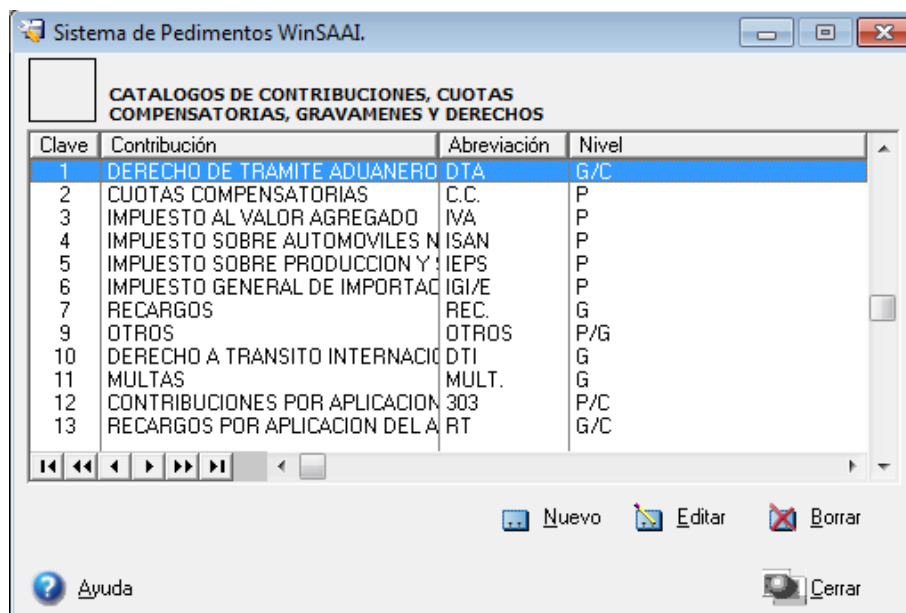 Sistema de Pedimentos WinSAAI.
CATALOGOS DE CONTRIBUCIONES, CUOTAS
COMPENSATORIAS, GRAVAMENES Y DERECHOS
Clave Contribución Abreviación Nivel
1 DERECHO DE TRAMITE ADUANERO DTA G/C
2 CUOTAS COMPENSATORIAS C.C. P
3 IMPUESTO AL VALOR AGREGADO IVA P
4 IMPUESTO SOBRE AUTOMOVILES N ISAN P
5 IMPUESTO SOBRE PRODUCCION Y IEPS P
6 IMPUESTO GENERAL DE IMPORTAC IGI/E P
7 RECARGOS REC. G
9 OTROS OTROS P/G
10 DERECHO A TRANSITO INTERNACIO DTI G
11 MULTAS MULT. G
12 CONTRIBUCIONES POR APLICACION 303 P/C
13 RECARGOS POR APLICACION DEL A RT G/C
Nuevo Editar Borrar
Ayuda Cerrar